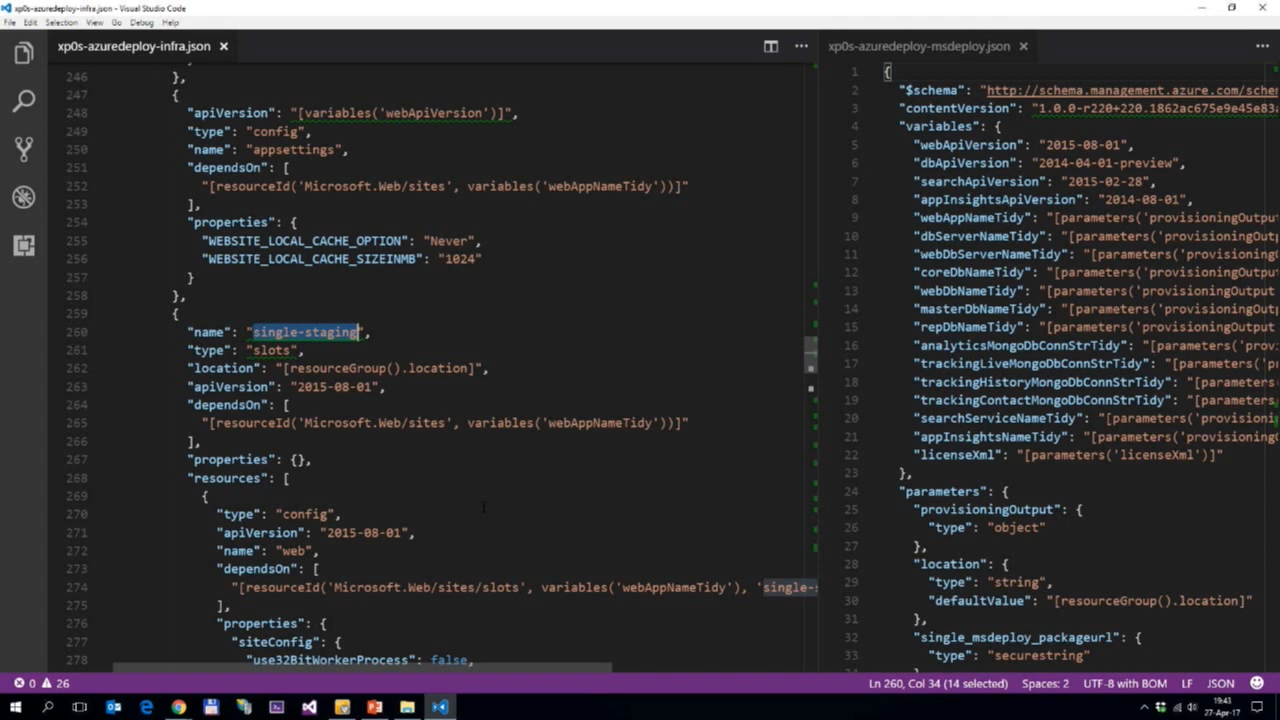 xp0s-azuredeploy-infra.json - Visual Studio Code
File Edit Selection View Go Debug Help
xp0s-azuredeploy-infra.json
246 },
247 {
248 "apiVersion": "[variables('webApiVersion')]",
249 "type": "config",
250 "name": "appsettings",
251 "dependsOn": [
252 "[resourceId('Microsoft.Web/sites', variables('webAppNameTidy'))]"
253 ],
254 "properties": {
255 "WEBSITE_LOCAL_CACHE_OPTION": "Never",
256 "WEBSITE_LOCAL_CACHE_SIZEINMB": "1024"
257 }
258 },
259
260 {
"name": "single-staging",
261 "type": "slots",
262 "location": "[resourceGroup().location]",
263 "apiVersion": "2015-08-01",
264 "dependsOn": [
265 "[resourceId('Microsoft.Web/sites', variables('webAppNameTidy'))]"
266 ],
267 "properties": {},
268 "resources": [
269 {
270 "type": "config",
271 "apiVersion": "2015-08-01",
272 "name": "web",
273 "dependsOn": [
274 "[resourceId('Microsoft.Web/sites/slots', variables('webAppNameTidy'), 'single-
275 ],
276 "properties": {
277 "siteConfig": {
278 "use32BitWorkerProcess": false,
xp0s-azuredeploy-msdeploy.json
1 {
2 "$schema": "http://schema.management.azure.com/schem
3 "contentVersion": "1.0.0-r220+220.1862ac675e9e45e83
4 "variables": {
5 "webApiVersion": "2015-08-01",
6 "dbApiVersion": "2014-04-01-preview",
7 "searchApiVersion": "2015-02-28",
8 "appInsightsApiVersion": "2014-08-01",
9 "webAppNameTidy": "[parameters('provisioningOutpu
10 "dbServerNameTidy": "[parameters('provisioningOut
11 "webDbServerNameTidy": "[parameters('provisioning
12 "coreDbNameTidy": "[parameters('provisioningOutpu
13 "webDbNameTidy": "[parameters('provisioningOutput
14 "masterDbNameTidy": "[parameters('provisioningOut
15 "repDbNameTidy": "[parameters('provisioningOutput
16 "analyticsMongoDbConnStrTidy": "[parameters('prov
17 "trackingLiveMongoDbConnStrTidy": "[parameters('p
18 "trackingHistoryMongoDbConnStrTidy": "[parameters
19 "trackingContactMongoDbConnStrTidy": "[parameters
20 "searchServiceNameTidy": "[parameters('provisioni
21 "appInsightsNameTidy": "[parameters('provisioning
22 "licenseXml": "[parameters('licenseXml')]"
23 },
24 "parameters": {
25 "provisioningOutput": {
26 "type": "object"
27 },
28 "location": {
29 "type": "string",
30 "defaultValue": "[resourceGroup().location]"
31 },
32 "single_msdeploy_packageurl": {
33 "type": "securestring"
0 26
Ln 260, Col 34 (14 selected) Spaces: 2 UTF-8 with BOM LF JSON
19:43
27-Apr-17